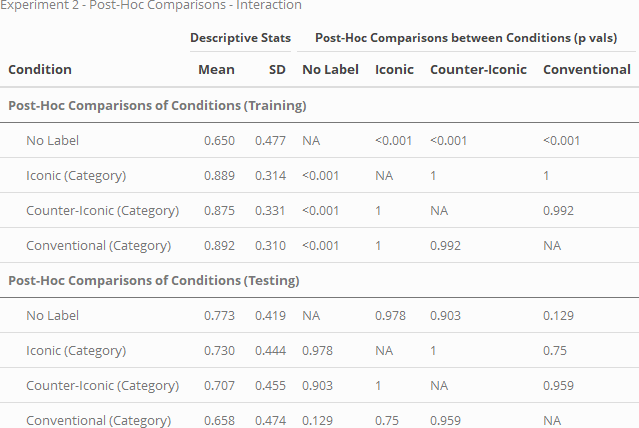 Experiment 2 - Post-Hoc Comparisons - Interaction
Descriptive Stats Post-Hoc Comparisons between Conditions (p vals)
Condition Mean SD No Label Iconic Counter-Iconic Conventional
Post-Hoc Comparisons of Conditions (Training)
No Label 0.650 0.477 NA <0.001 <0.001 <0.001
Iconic (Category) 0.889 0.314 <0.001 NA 1 1
Counter-Iconic (Category) 0.875 0.331 <0.001 1 NA 0.992
Conventional (Category) 0.892 0.310 <0.001 1 0.992 NA
Post-Hoc Comparisons of Conditions (Testing)
No Label 0.773 0.419 NA 0.978 0.903 0.129
Iconic (Category) 0.730 0.444 0.978 NA 1 0.75
Counter-Iconic (Category) 0.707 0.455 0.903 1 NA 0.959
Conventional (Category) 0.658 0.474 0.129 0.75 0.959 NA